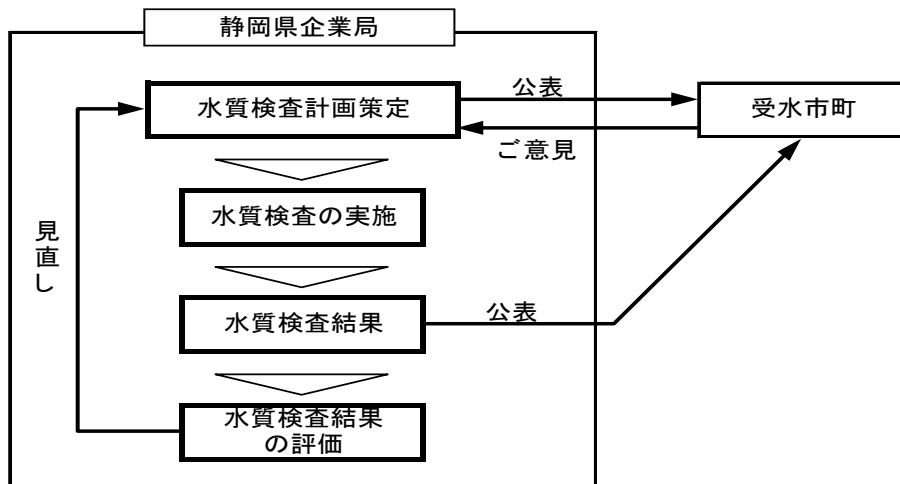 静岡県企業局
水質検査計画策定
公表
受水市町
ご意見
水質検査の実施
見直し
水質検査結果
公表
水質検査結果
の評価